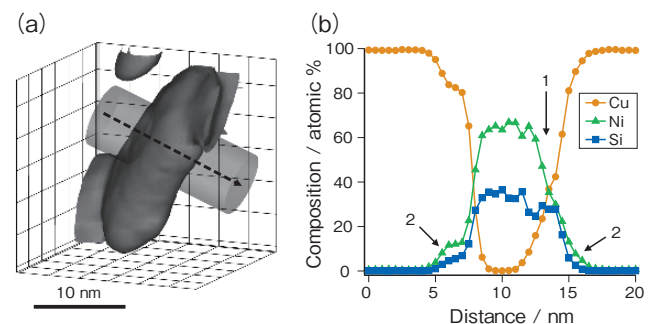 (a)
10 nm
(b)
Composition / atomic %
100
80
60
40
20
0
1
2
2
Cu
Ni
Si
0 5 10 15 20
Distance / nm